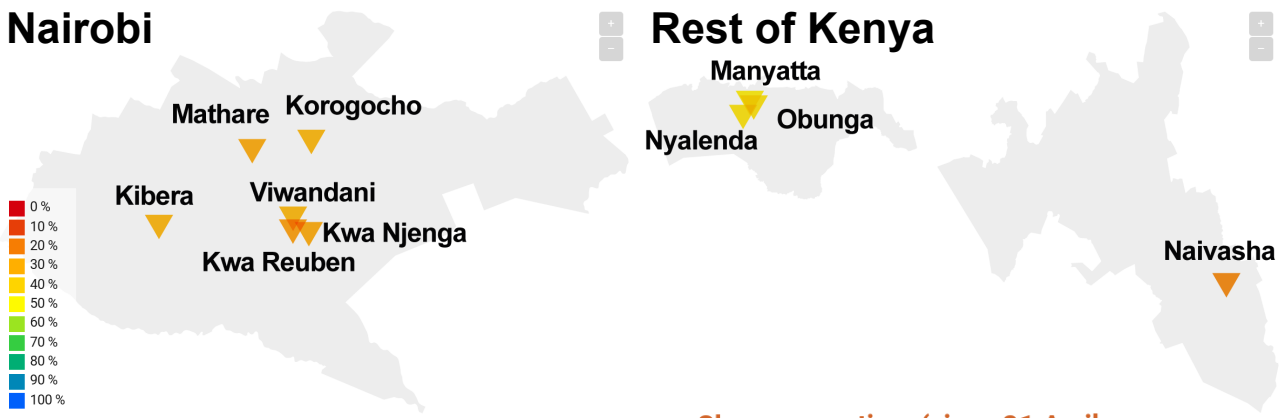 Nairobi
+
−
Mathare
Korogocho
Kibera
Viwandani
Kwa Njenga
Kwa Reuben
0 %
10 %
20 %
30 %
40 %
50 %
60 %
70 %
80 %
90 %
100 %
Rest of Kenya
+
−
Manyatta
Obunga
Nyalenda
Naivasha